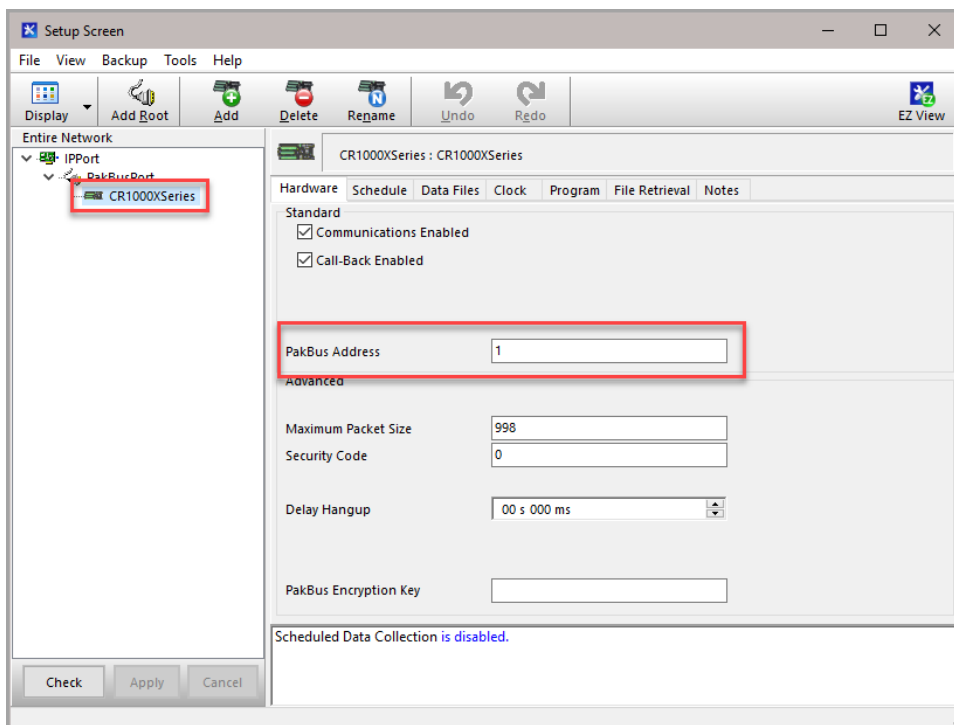 Setup Screen
File View Backup Tools Help
Display Add Root Add Delete Rename Undo Redo EZ View
Entire Network
IPPort
PakBusPort
CR1000XSeries
CR1000XSeries : CR1000XSeries
Hardware Schedule Data Files Clock Program File Retrieval Notes
Standard
Communications Enabled
Call-Back Enabled
PakBus Address 1
Advanced
Maximum Packet Size 998
Security Code 0
Delay Hangup 00 s 000 ms
PakBus Encryption Key
Scheduled Data Collection is disabled.
Check Apply Cancel